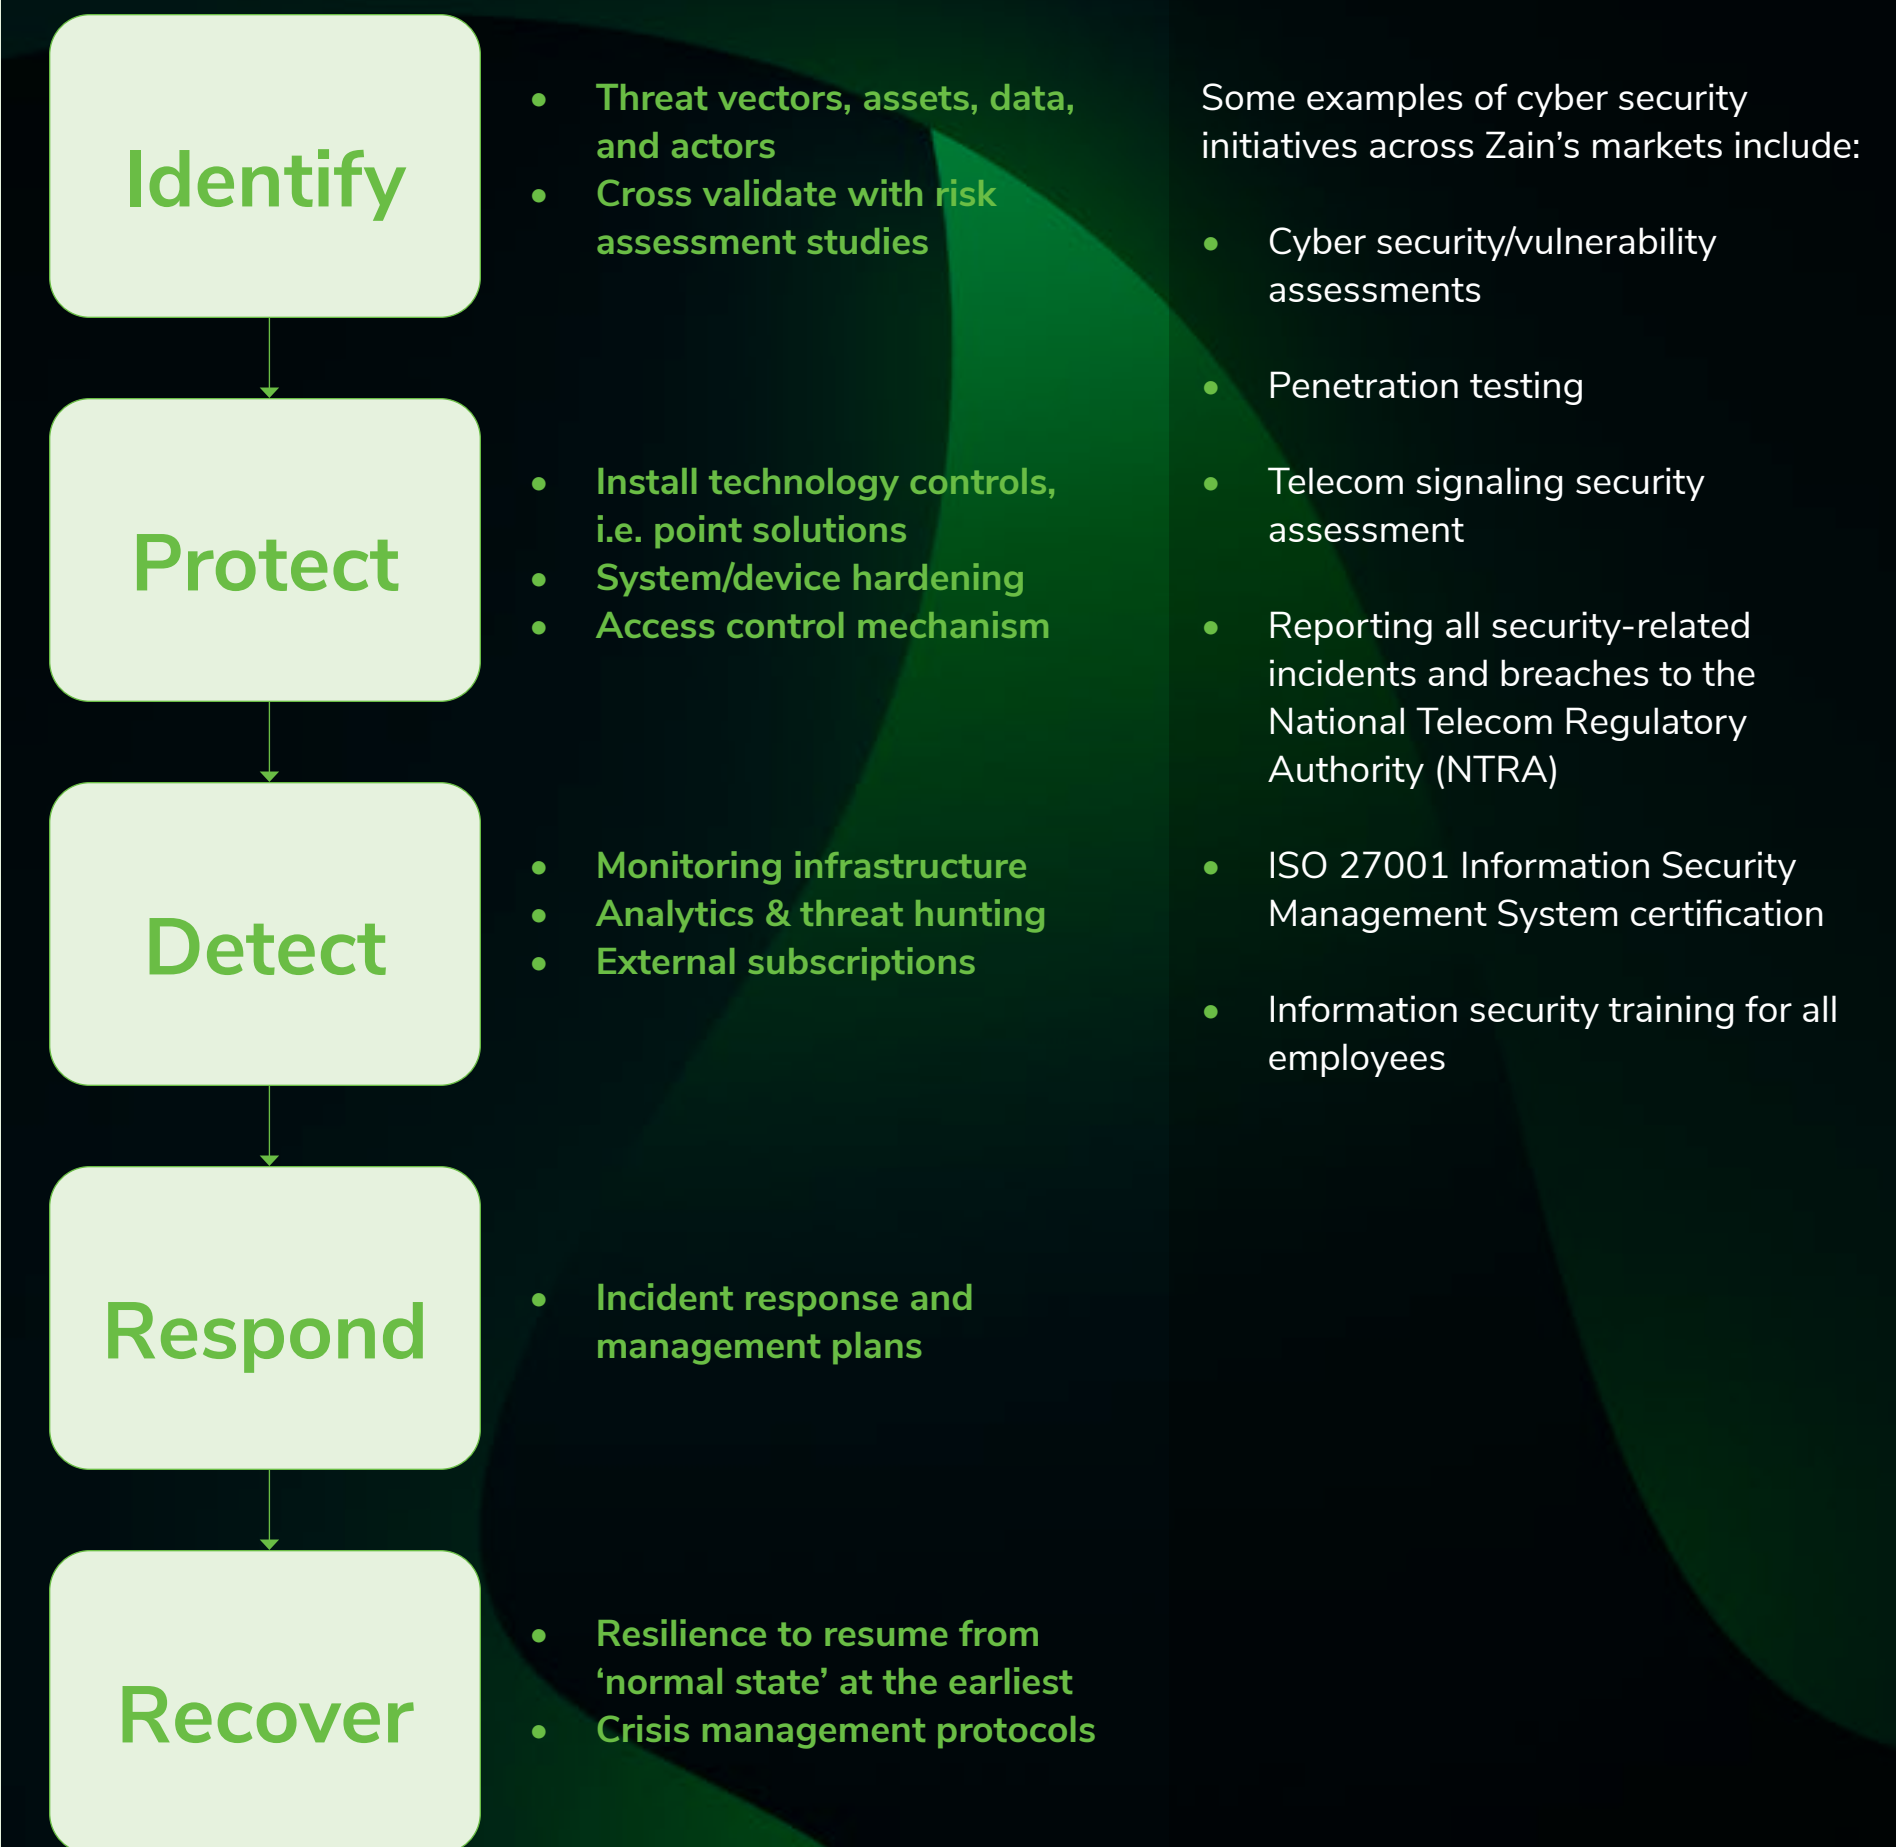 Identify
• Threat vectors, assets, data,
and actors
• Cross validate with risk
assessment studies
Protect
• Install technology controls,
i.e. point solutions
• System/device hardening
• Access control mechanism
Detect
• Monitoring infrastructure
• Analytics & threat hunting
• External subscriptions
Respond
• Incident response and
management plans
Recover
• Resilience to resume from
‘normal state’ at the earliest
• Crisis management protocols
Some examples of cyber security
initiatives across Zain’s markets include:
• Cyber security/vulnerability
assessments
• Penetration testing
• Telecom signaling security
assessment
• Reporting all security-related
incidents and breaches to the
National Telecom Regulatory
Authority (NTRA)
• ISO 27001 Information Security
Management System certification
• Information security training for all
employees